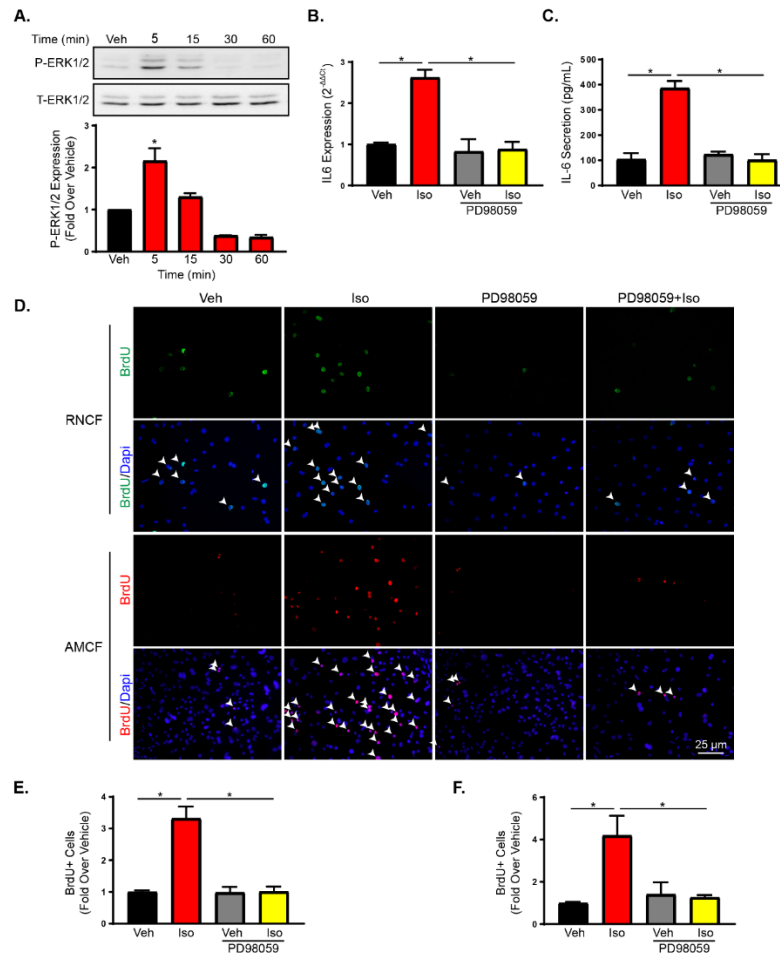 A.
Time (min) Veh 5 15 30 60
P-ERK1/2
T-ERK1/2
P-ERK1/2 Expression
(Fold Over Vehicle)
3
2
1
0
*
Veh 5 15 30 60
Time (min)
B.
IL6 Expression (2^-ΔΔCt)
3
2
1
0
* *
Veh Iso Veh Iso
PD98059
C.
IL-6 Secretion (pg/mL)
500
400
300
200
100
0
* *
Veh Iso Veh Iso
PD98059
D.
Veh Iso PD98059 PD98059+Iso
RNCF
BrdU
BrdU/Dapi
AMCF
BrdU
BrdU/Dapi
25 µm
E.
BrdU+ Cells
(Fold Over Vehicle)
4
3
2
1
0
* *
Veh Iso Veh Iso
PD98059
F.
BrdU+ Cells
(Fold Over Vehicle)
6
4
2
0
* *
Veh Iso Veh Iso
PD98059